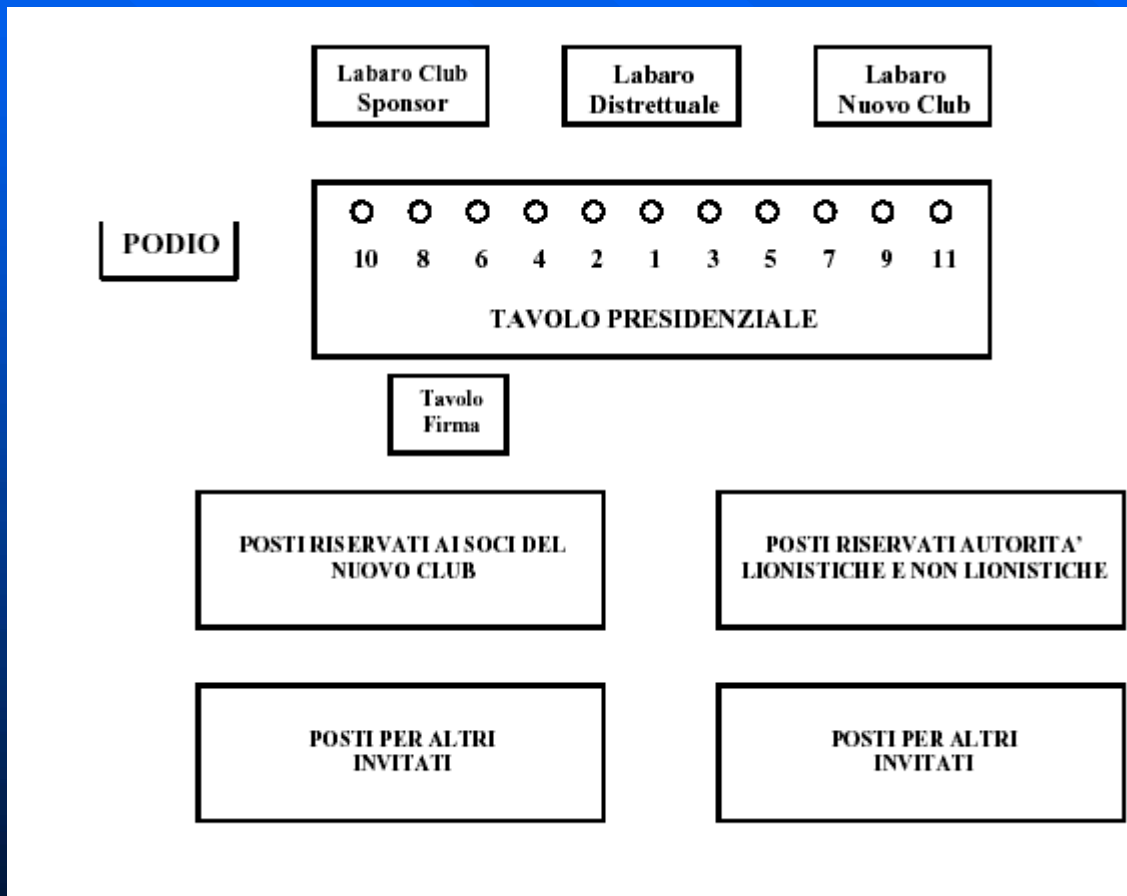 Labaro Club
Sponsor
Labaro
Distrettuale
Labaro
Nuovo Club
PODIO
10 8 6 4 2 1 3 5 7 9 11
TAVOLO PRESIDENZIALE
Tavolo
Firma
POSTI RISERVATI AI SOCI DEL
NUOVO CLUB
POSTI RISERVATI AUTORITA’
LIONISTICHE E NON LIONISTICHE
POSTI PER ALTRI
INVITATI
POSTI PER ALTRI
INVITATI